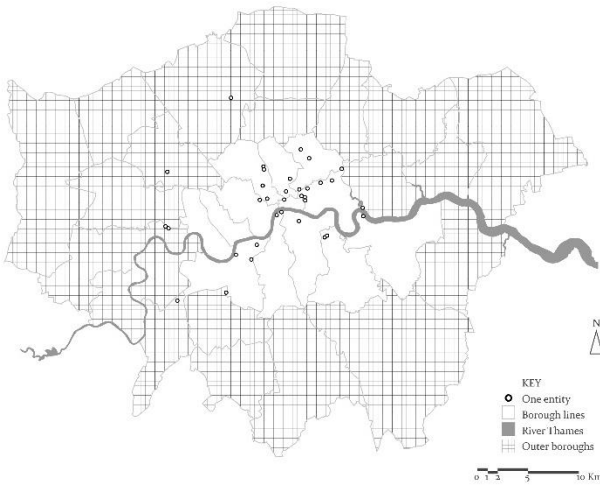 N
KEY
One entity
Borough lines
River Thames
Outer boroughs
0 1 2 5 10 Km